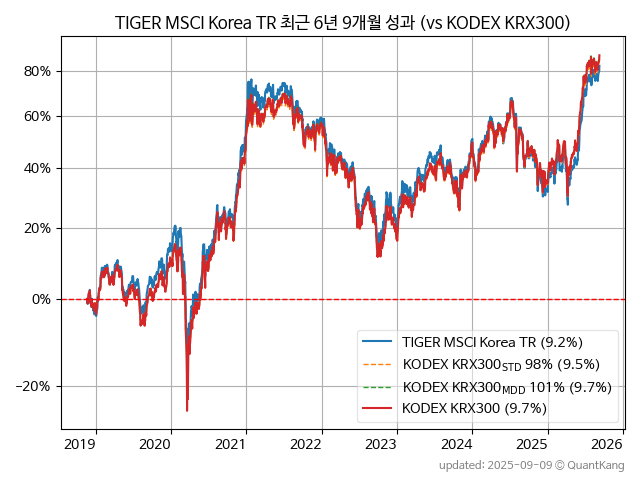 TIGER MSCI Korea TR 최근 6년 9개월 성과 (vs KODEX KRX300)
80%
60%
40%
20%
0%
−20%
TIGER MSCI Korea TR (9.2%)
KODEX KRX300STD 98% (9.5%)
KODEX KRX300MDD 101% (9.7%)
KODEX KRX300 (9.7%)
2019 2020 2021 2022 2023 2024 2025 2026
updated: 2025-09-09 © QuantKang